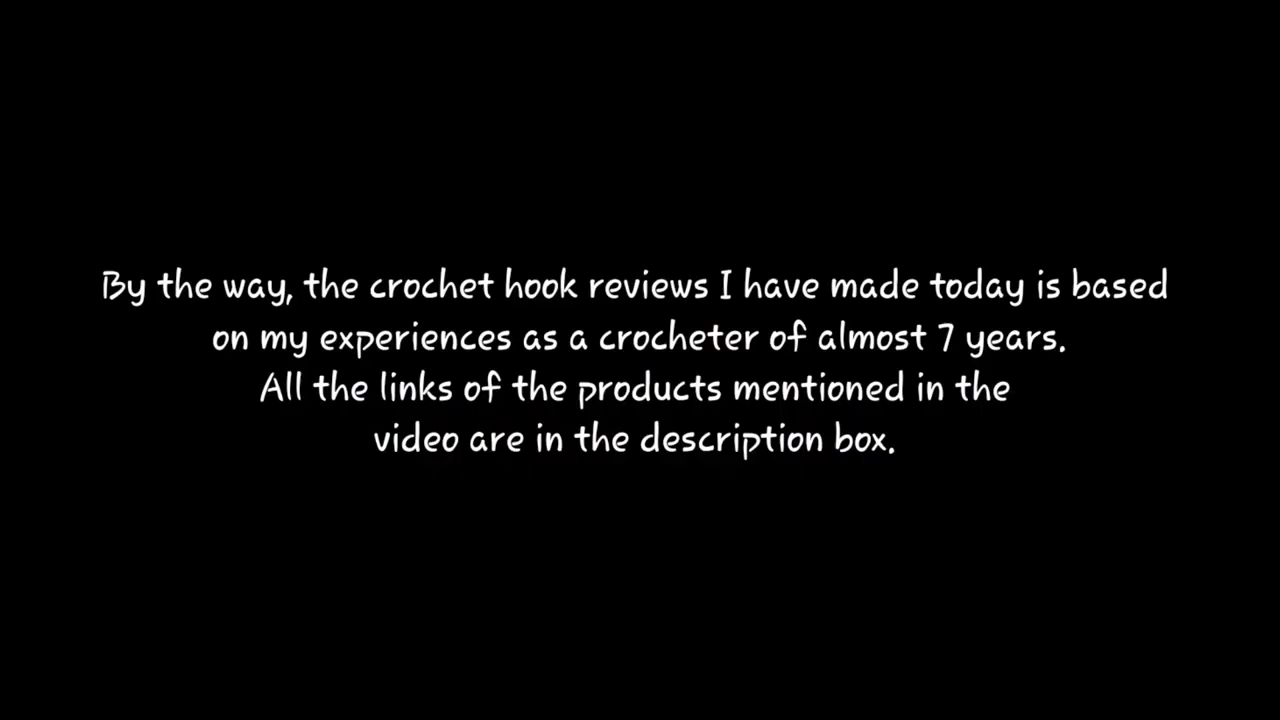 By the way, the crochet hook reviews I have made today is based
on my experiences as a crocheter of almost 7 years.
All the links of the products mentioned in the
video are in the description box.